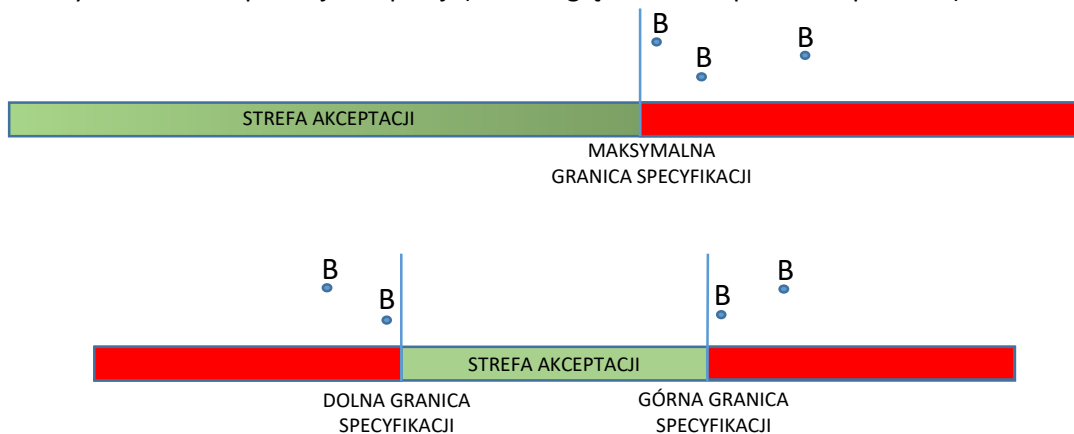 B
B
B
STREFA AKCEPTACJI
MAKSYMALNA
GRANICA SPECYFIKACJI
B
B
B
B
STREFA AKCEPTACJI
DOLNA GRANICA
SPECYFIKACJI
GÓRNA GRANICA
SPECYFIKACJI